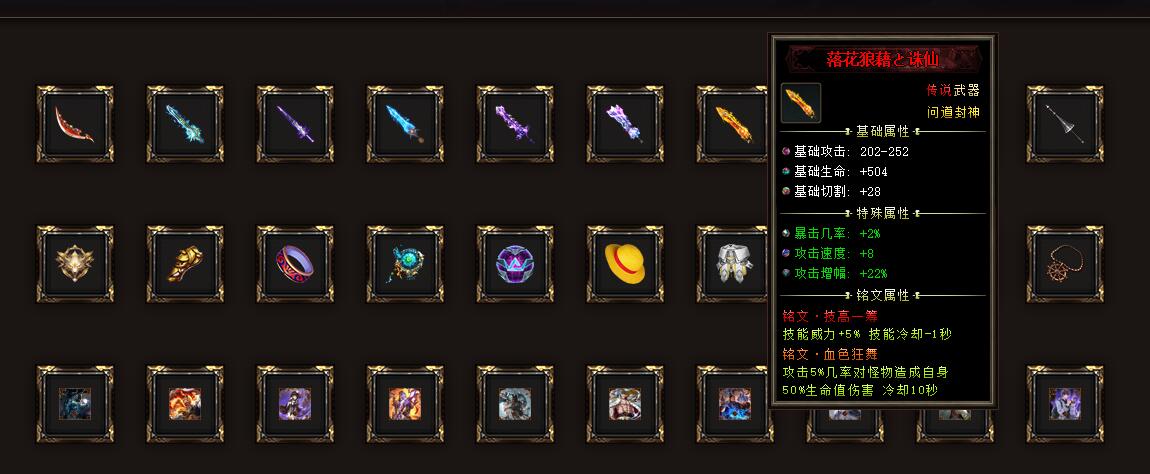 落花狼藉と诛仙
传说武器
问道封神
基础属性
基础攻击: 202-252
基础生命: +504
基础切割: +28
特殊属性
暴击几率: +2%
攻击速度: +8
攻击增幅: +22%
铭文属性
铭文·技高一筹
技能威力+5% 技能冷却-1秒
铭文·血色狂舞
攻击5%几率对怪物造成自身
50%生命值伤害 冷却10秒